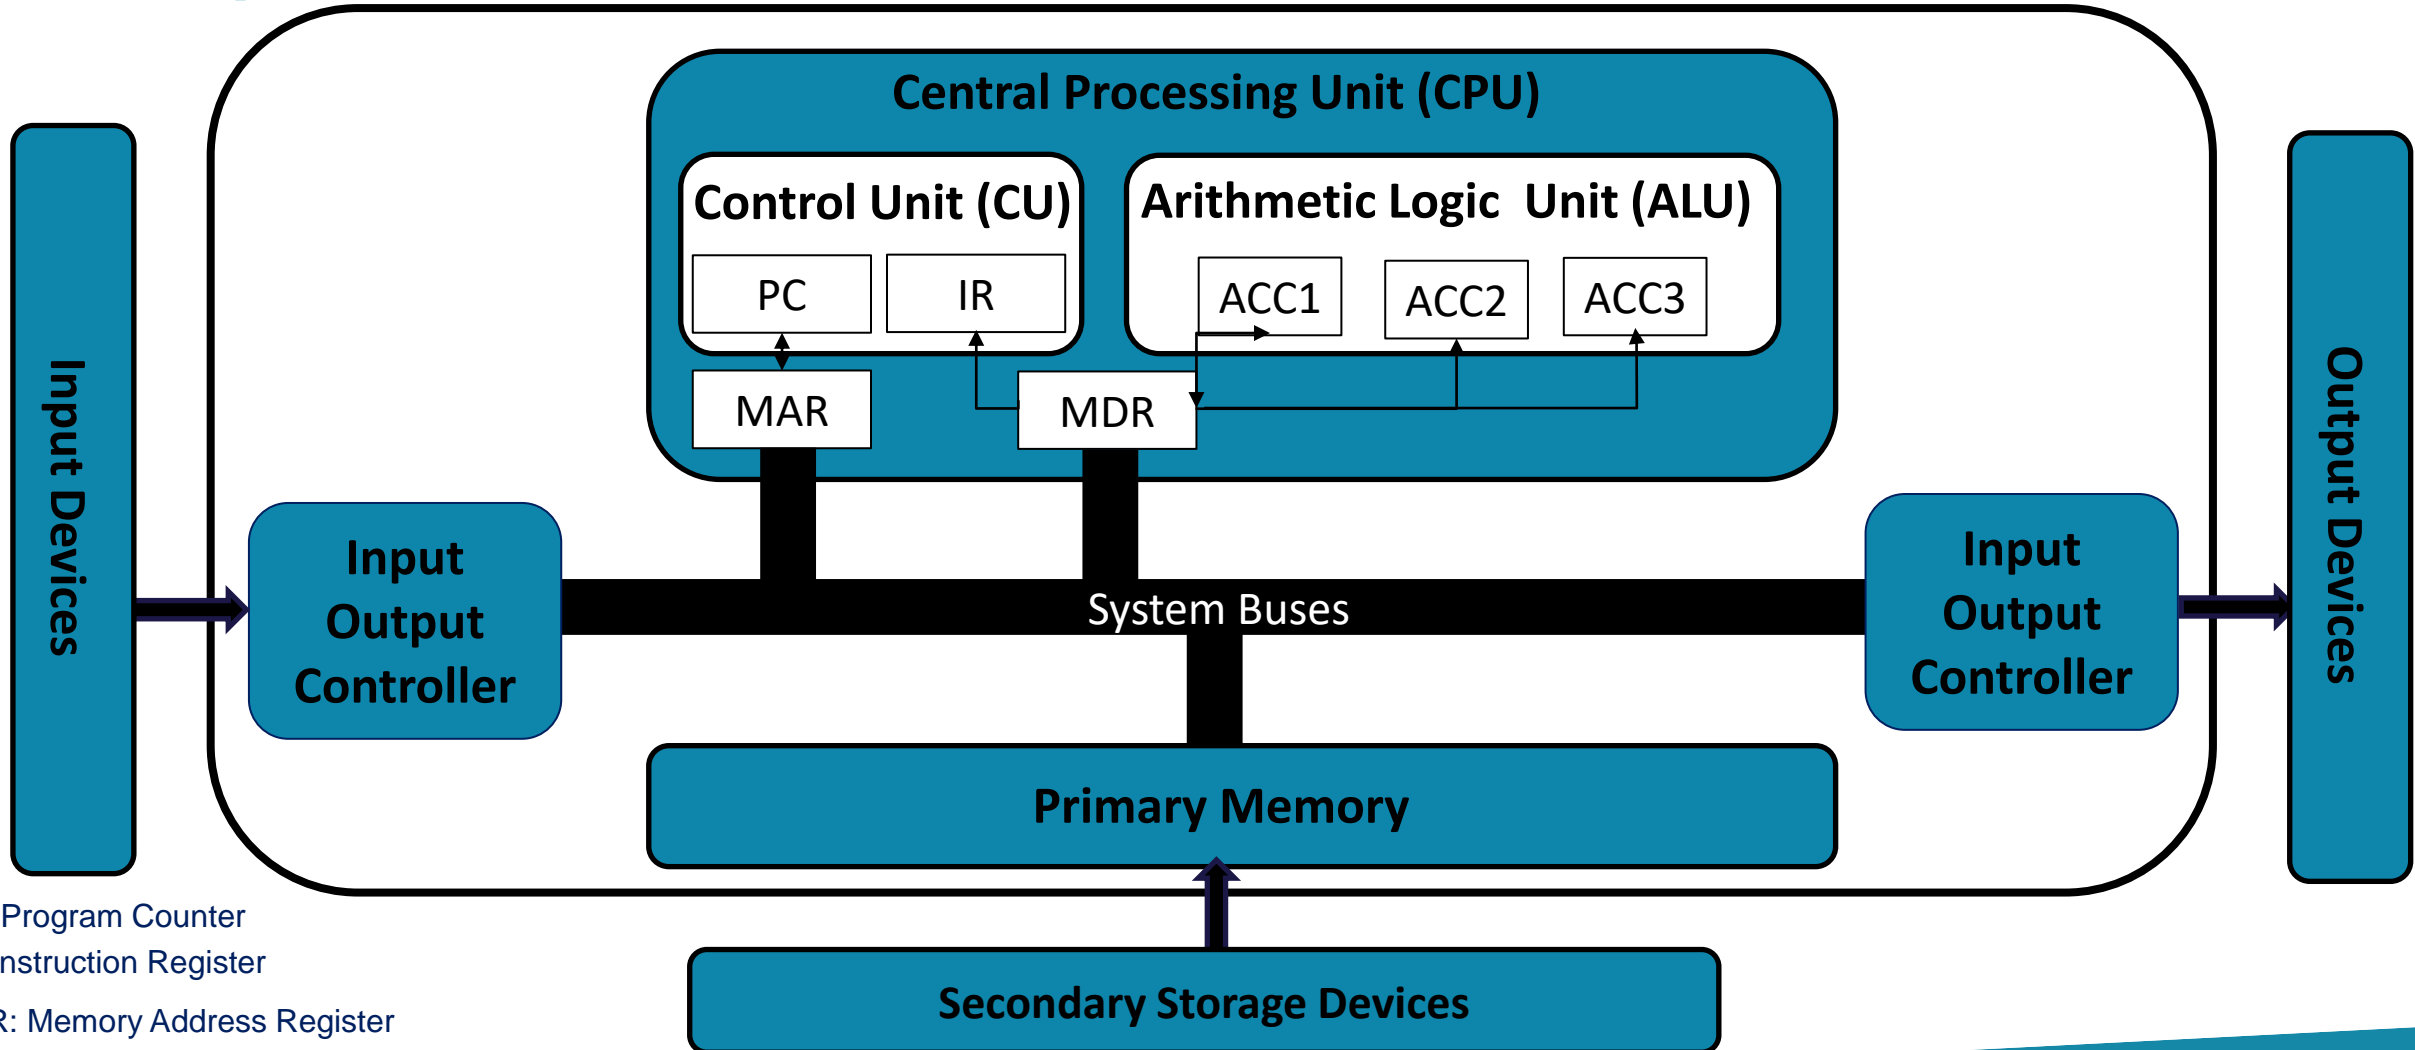 Central Processing Unit (CPU)
Control Unit (CU)
Arithmetic Logic Unit (ALU)
PC
IR
ACC1
ACC2
ACC3
MAR
MDR
Input Devices
Output Devices
Input
Output
Controller
System Buses
Input
Output
Controller
Primary Memory
Program Counter
nstruction Register
R: Memory Address Register
Secondary Storage Devices